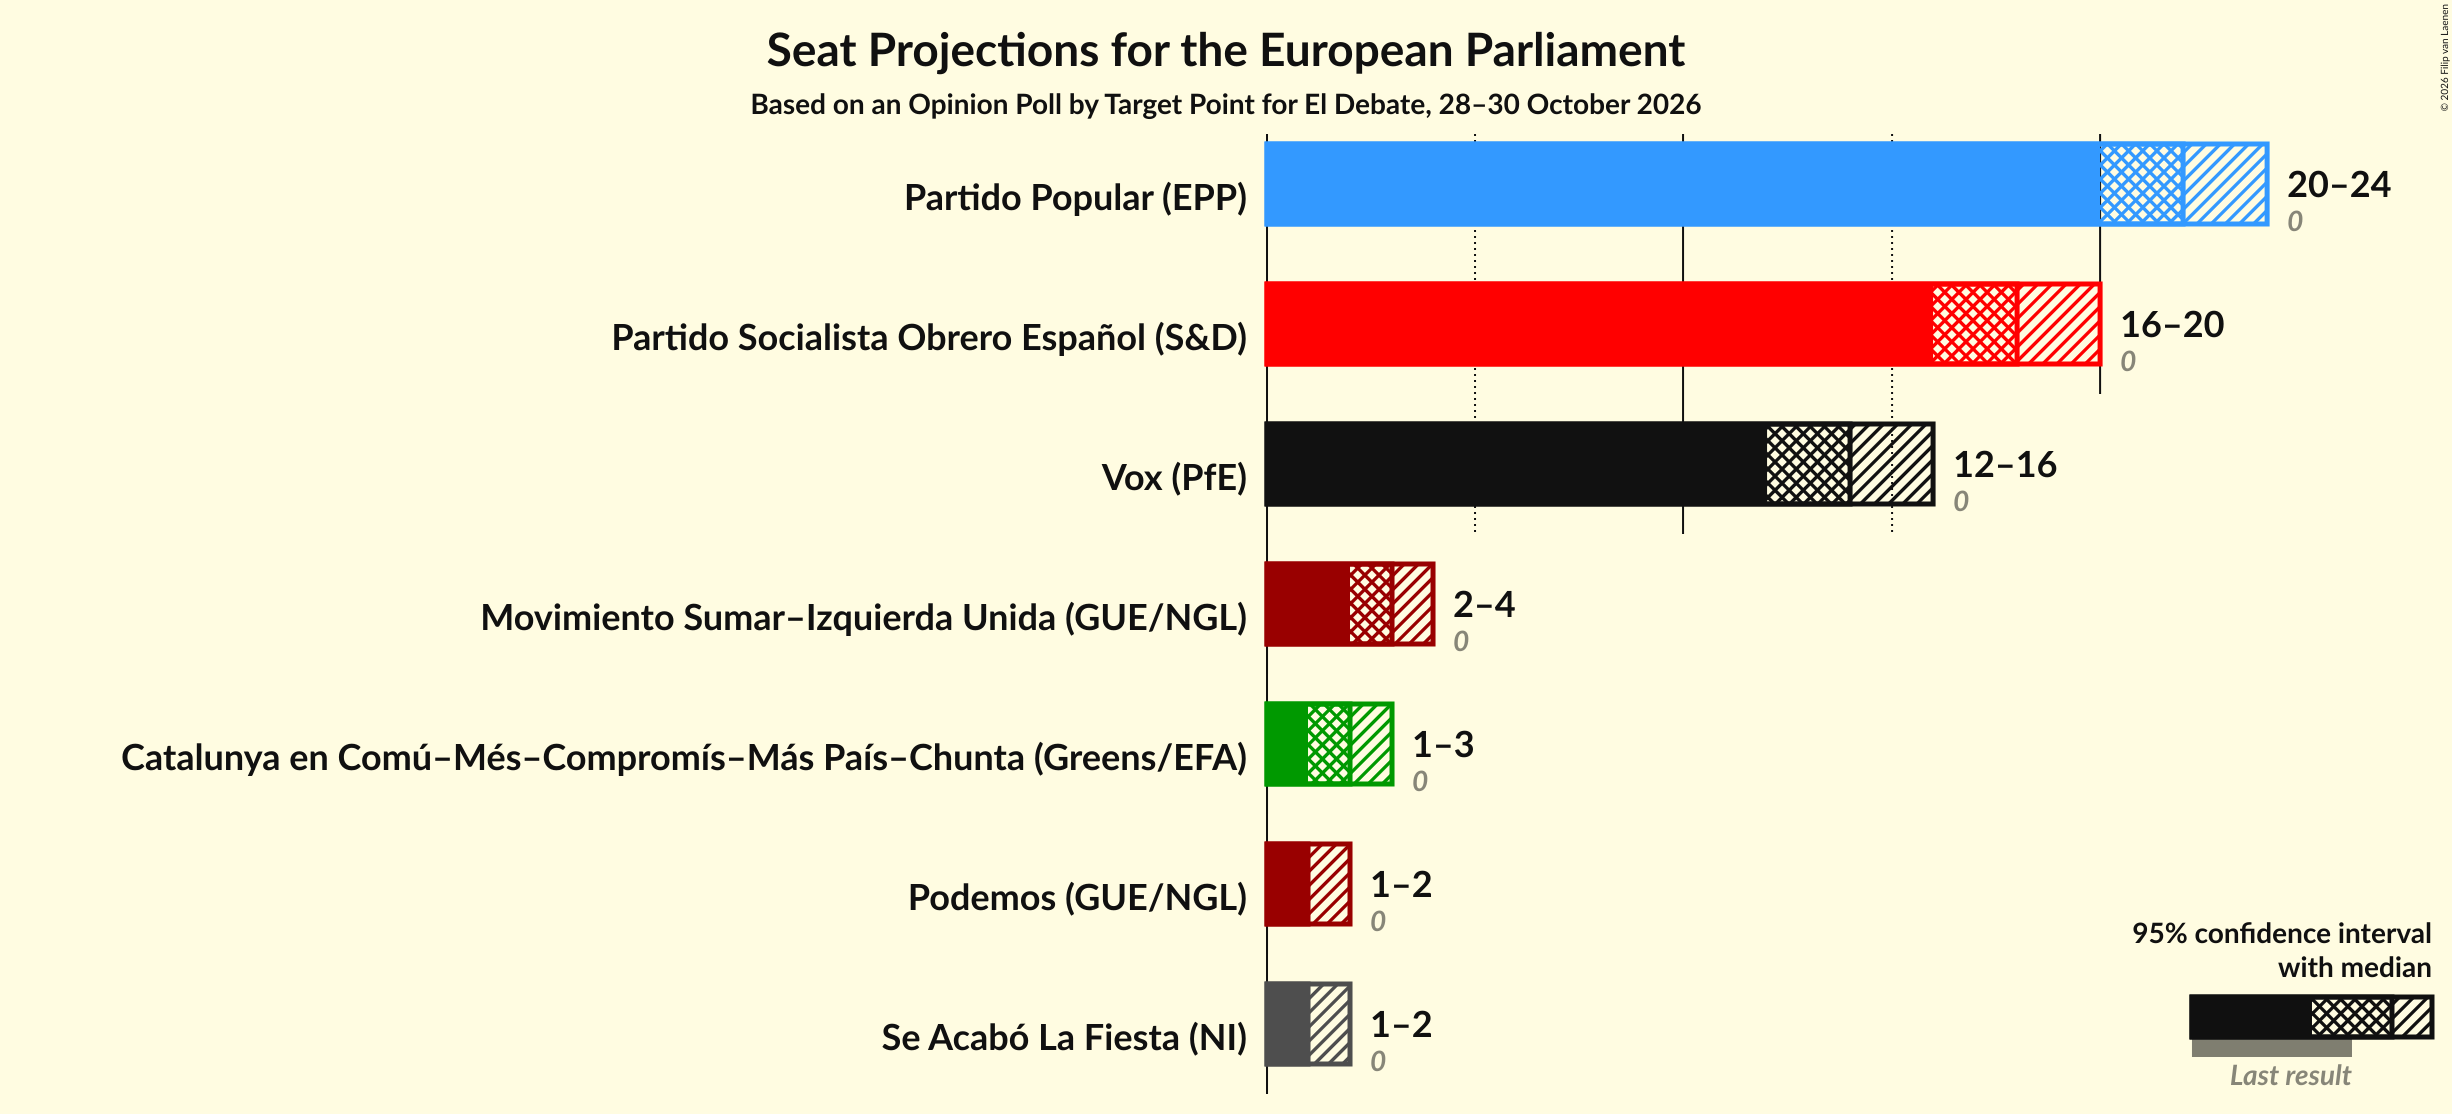 Seat Projections for the European Parliament
Based on an Opinion Poll by Target Point for El Debate, 28–30 October 2026
© 2026 Filip van Laenen
Partido Popular (EPP)
20–24
0
Partido Socialista Obrero Español (S&D)
16–20
0
Vox (PfE)
12–16
0
Movimiento Sumar–Izquierda Unida (GUE/NGL)
2–4
0
Catalunya en Comú–Més–Compromís–Más País–Chunta (Greens/EFA)
1–3
0
Podemos (GUE/NGL)
1–2
0
Se Acabó La Fiesta (NI)
1–2
0
95% confidence interval
with median
Last result